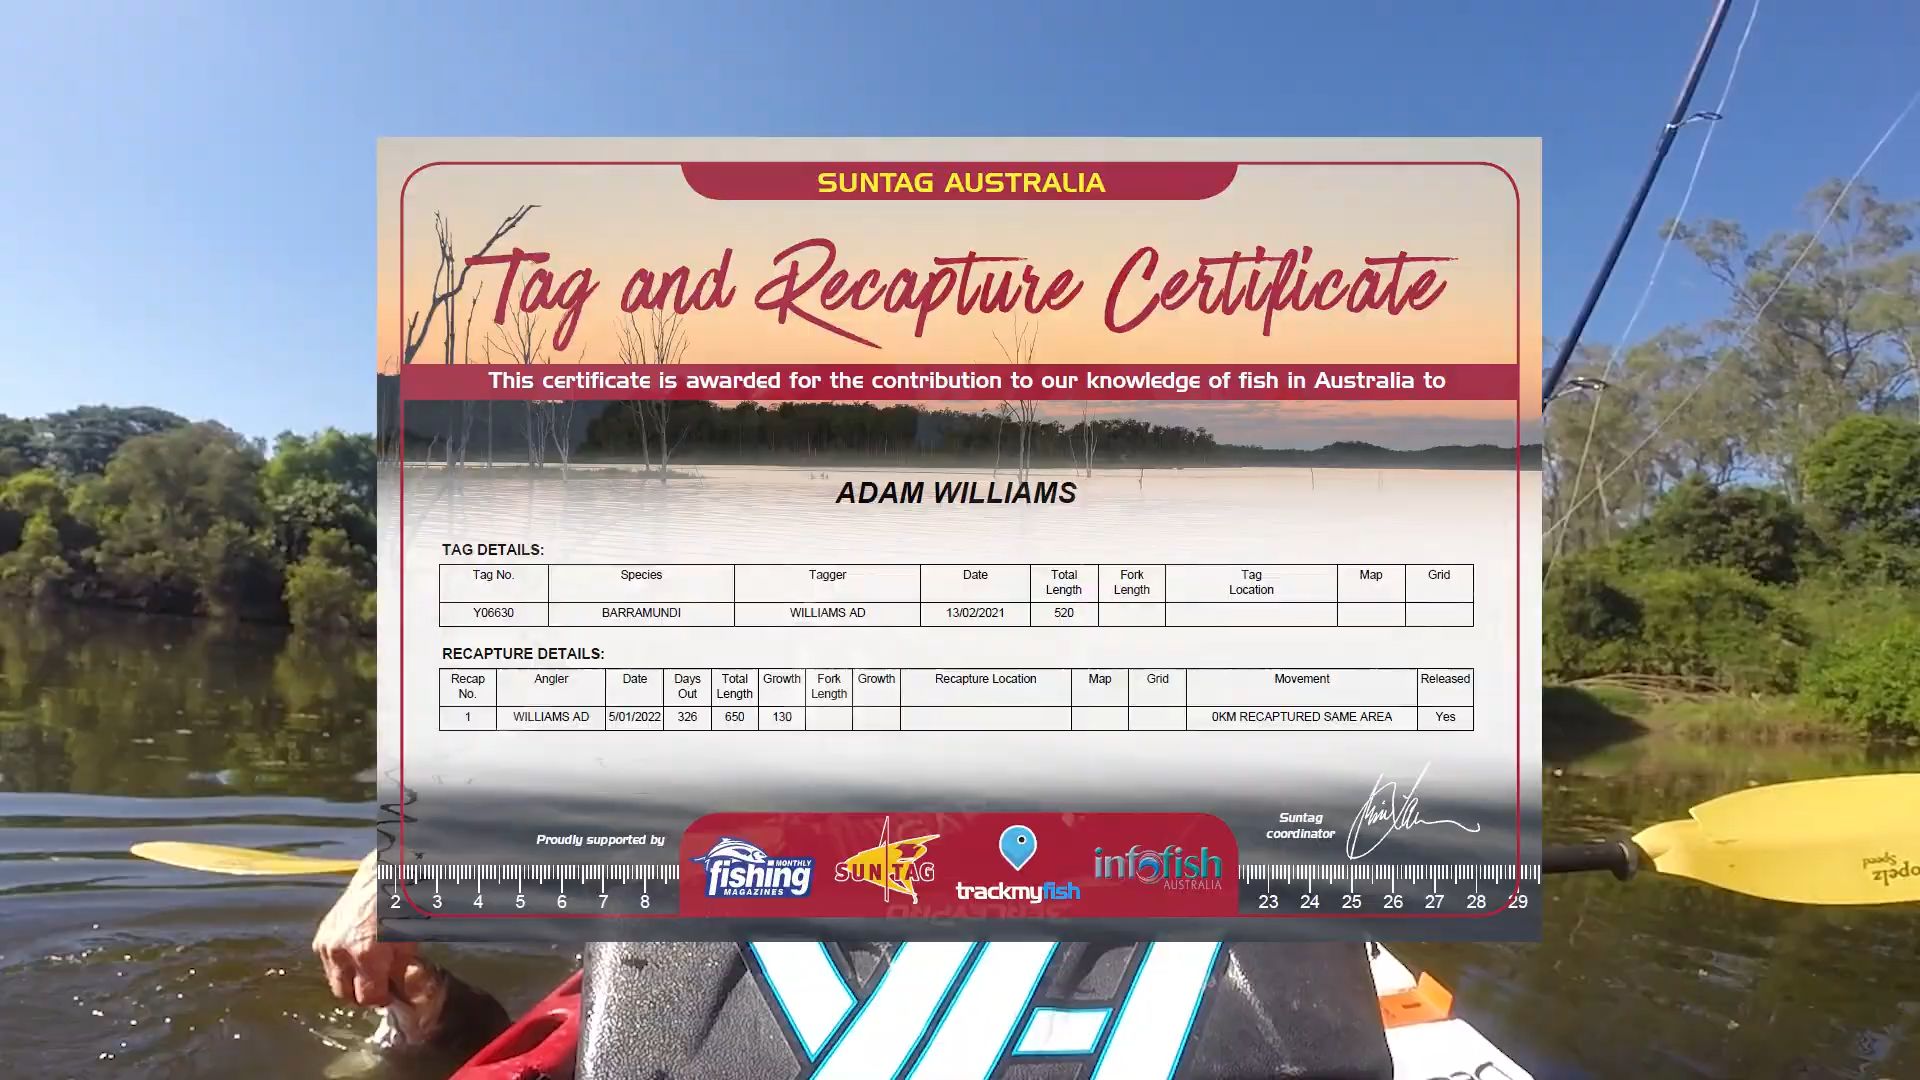 SUNTAG AUSTRALIA
Tag and Recapture Certificate
This certificate is awarded for the contribution to our knowledge of fish in Australia to
ADAM WILLIAMS
TAG DETAILS:
Tag No. Species Tagger Date Total Length Fork Length Tag Location Map Grid
Y06630 BARRAMUNDI WILLIAMS AD 13/02/2021 520
RECAPTURE DETAILS:
Recap No. Angler Date Days Out Total Length Growth Fork Length Growth Recapture Location Map Grid Movement Released
1 WILLIAMS AD 5/01/2022 326 650 130 0KM RECAPTURED SAME AREA Yes
Suntag
coordinator
Proudly supported by
MONTHLY
fishing
MAGAZINES
SUNTAG
trackmyfish
infofish
AUSTRALIA
2 3 4 5 6 7 8 23 24 25 26 27 28 29
Speed